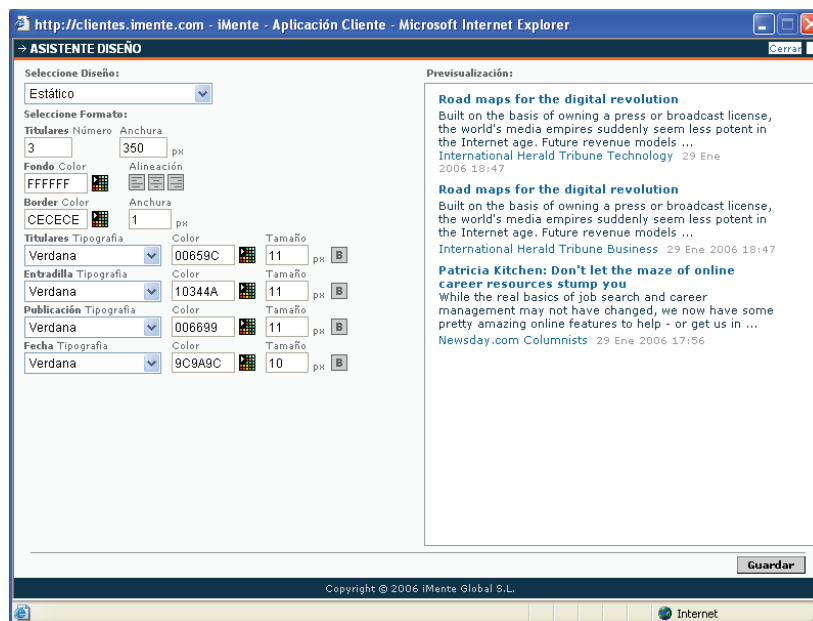 http://clientes.imente.com - iMente - Aplicación Cliente - Microsoft Internet Explorer
→ ASISTENTE DISEÑO
Cerrar
Seleccione Diseño:
Estático
Seleccione Formato:
Titulares Número Anchura
3 350 px
Fondo Color Alineación
FFFFFF
Border Color Anchura
CECECE 1 px
Titulares Tipografia Color Tamaño
Verdana 00659C 11 px B
Entradilla Tipografia Color Tamaño
Verdana 10344A 11 px B
Publicación Tipografia Color Tamaño
Verdana 006699 11 px B
Fecha Tipografia Color Tamaño
Verdana 9C9A9C 10 px B
Previsualización:
Road maps for the digital revolution
Built on the basis of owning a press or broadcast license,
the world's media empires suddenly seem less potent in
the Internet age. Future revenue models ...
International Herald Tribune Technology 29 Ene
2006 18:47
Road maps for the digital revolution
Built on the basis of owning a press or broadcast license,
the world's media empires suddenly seem less potent in
the Internet age. Future revenue models ...
International Herald Tribune Business 29 Ene 2006 18:47
Patricia Kitchen: Don't let the maze of online
career resources stump you
While the real basics of job search and career
management may not have changed, we now have some
pretty amazing online features to help - or get us in ...
Newsday.com Columnists 29 Ene 2006 17:56
Guardar
Copyright © 2006 iMente Global S.L.
Internet